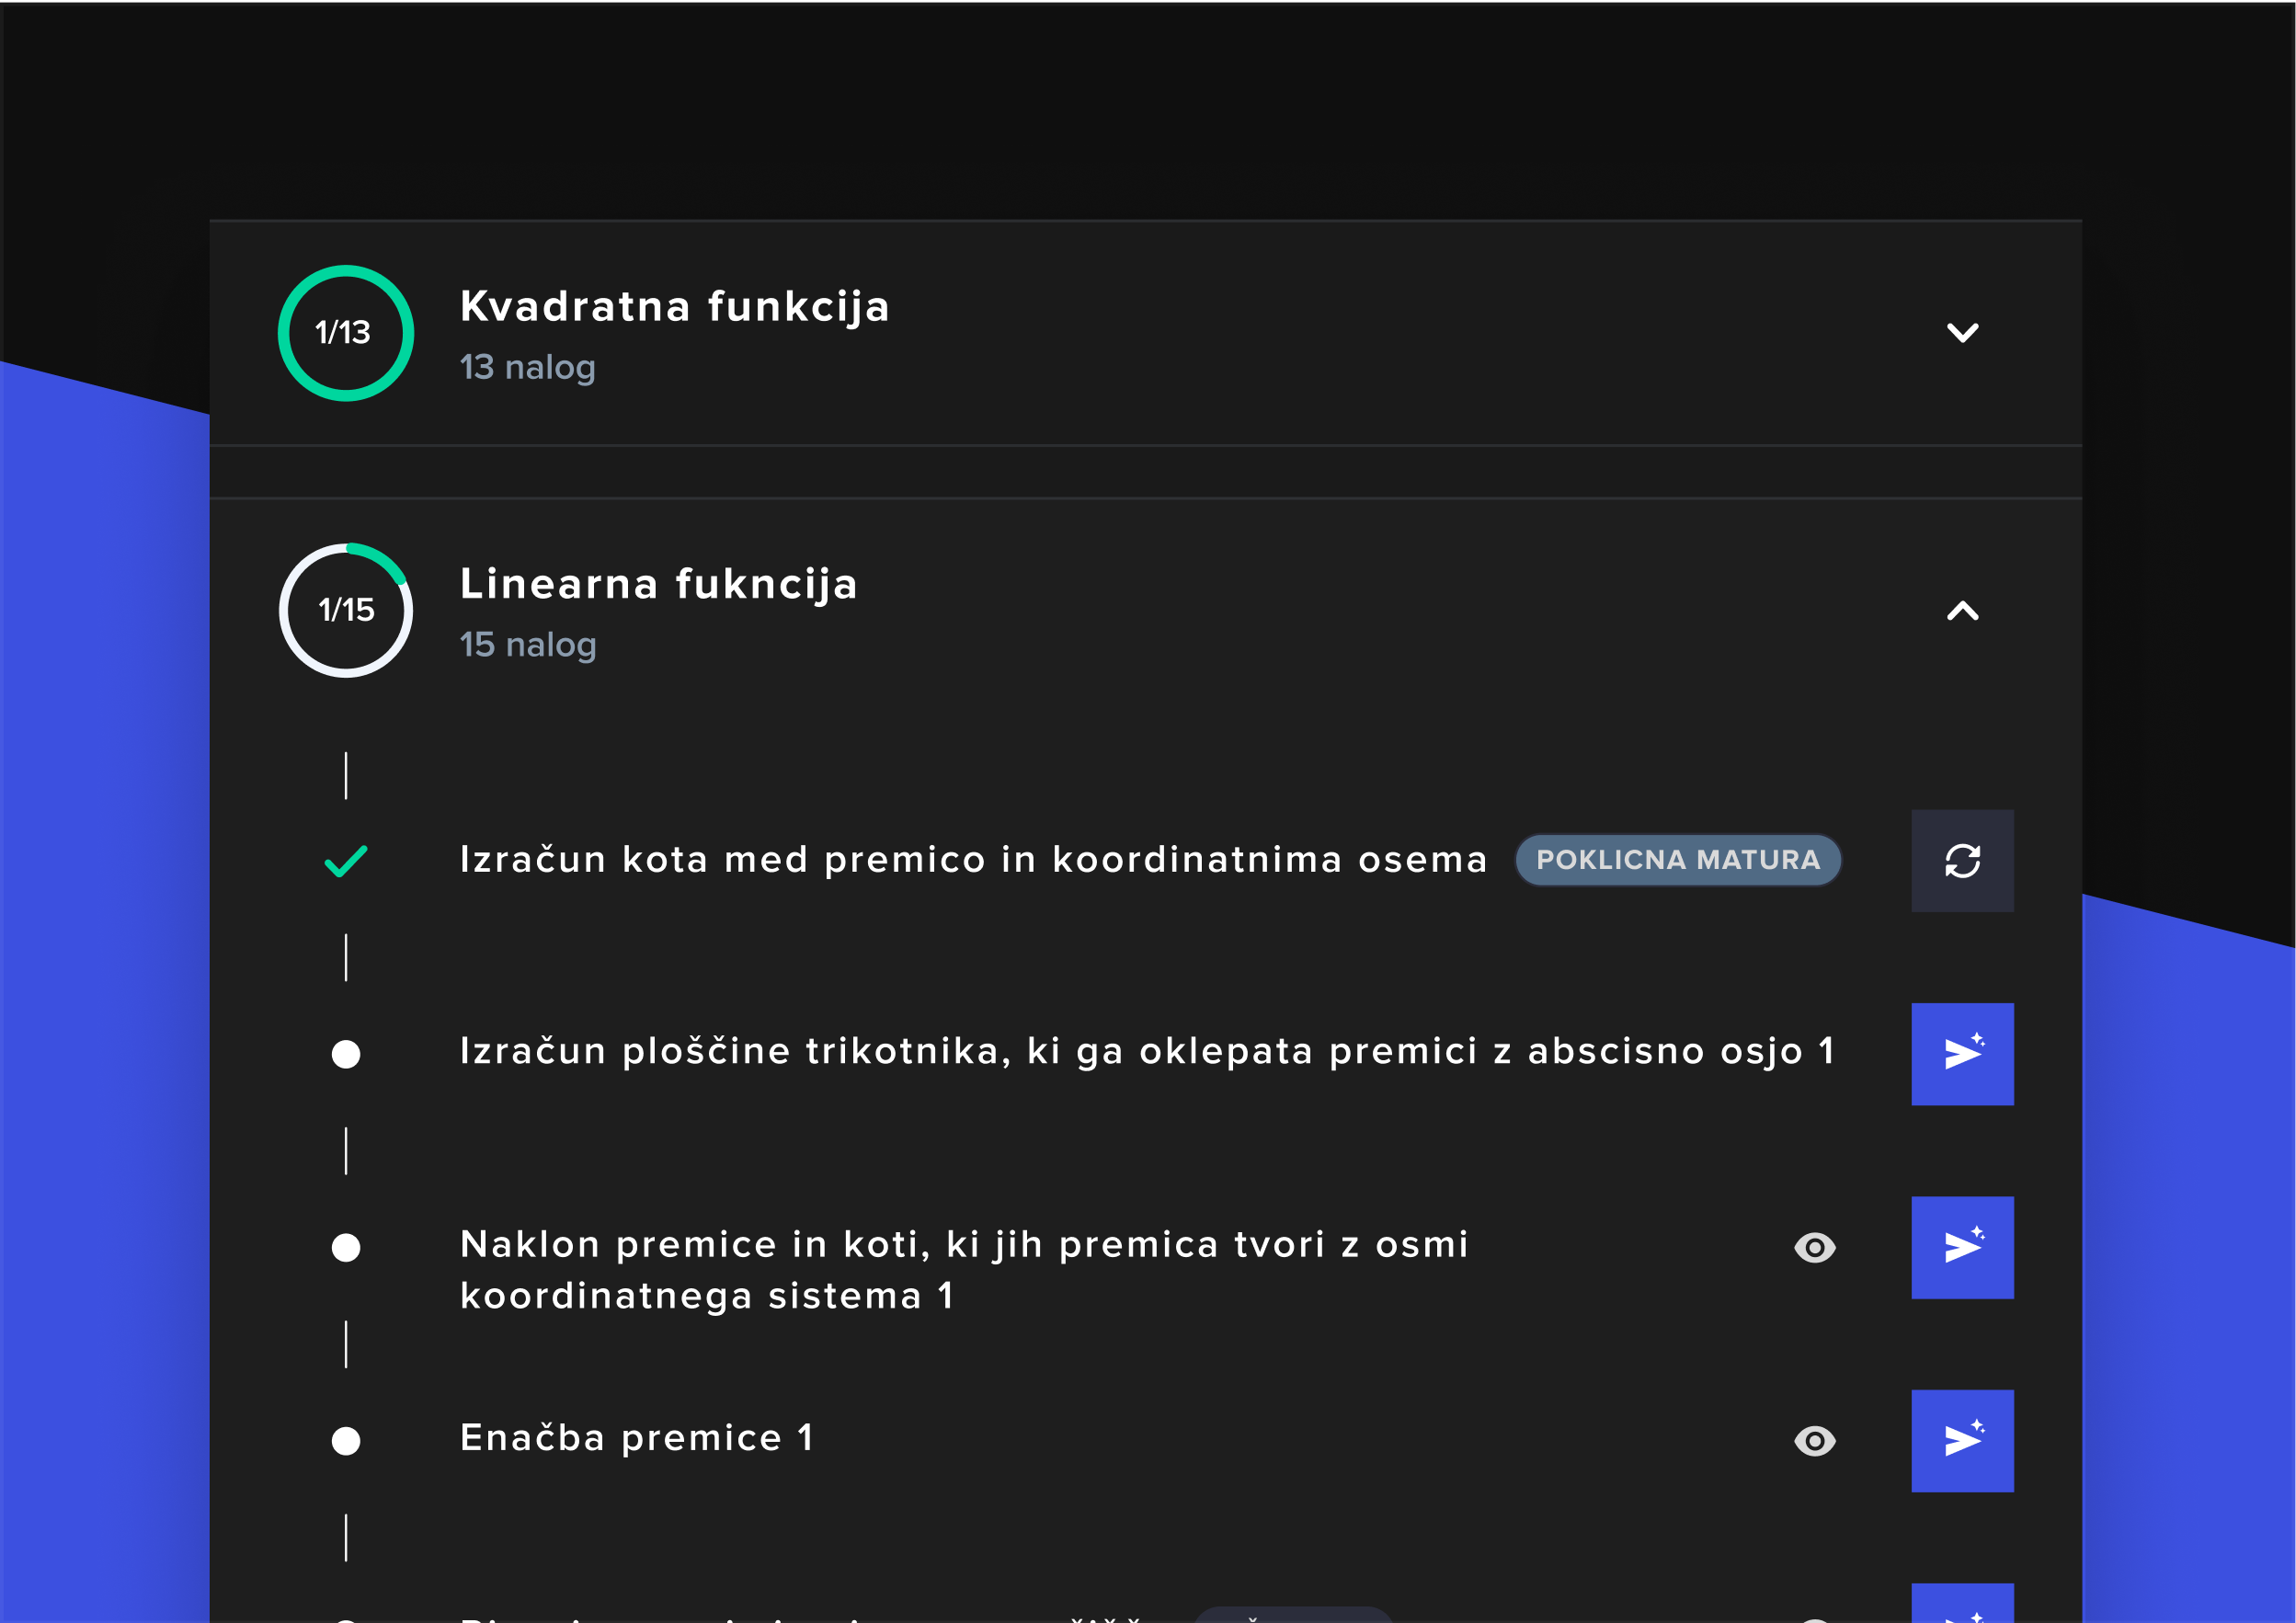 1/13
Kvadratna funkcija
13 nalog
1/15
Linearna fukncija
15 nalog
Izračun kota med premico in koordinatnima osema POKLICNA MATURA
Izračun ploščine trikotnika, ki ga oklepata premici z abscisno osjo 1
Naklon premice in koti, ki jih premica tvori z osmi
koordinatnega sistema 1
Enačba premice 1